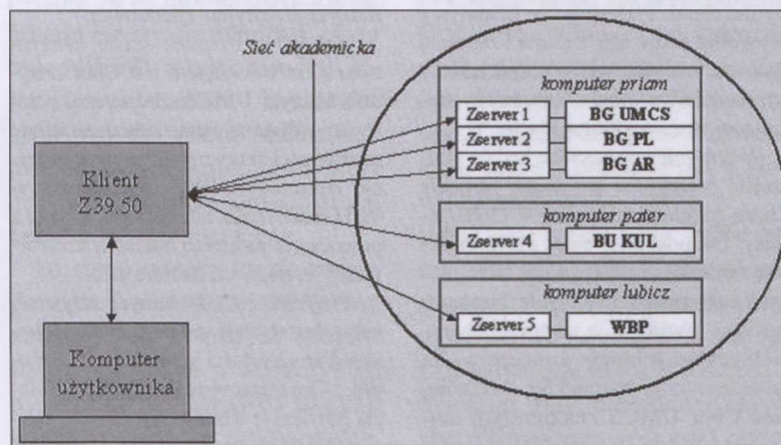 Sieć akademicka
komputer priam
Zserver 1 BG UMCS
Zserver 2 BG PL
Zserver 3 BG AR
Klient
Z39.50
komputer pater
Zserver 4 BU KUL
komputer lubicz
Zserver 5 WBP
Komputer
użytkownika